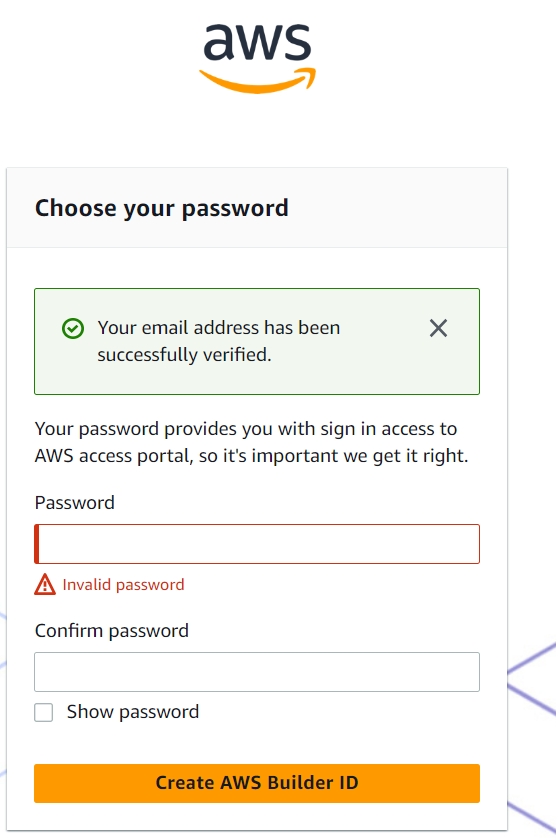 aws
Choose your password
Your email address has been
successfully verified.
Your password provides you with sign in access to
AWS access portal, so it's important we get it right.
Password
Invalid password
Confirm password
Show password
Create AWS Builder ID